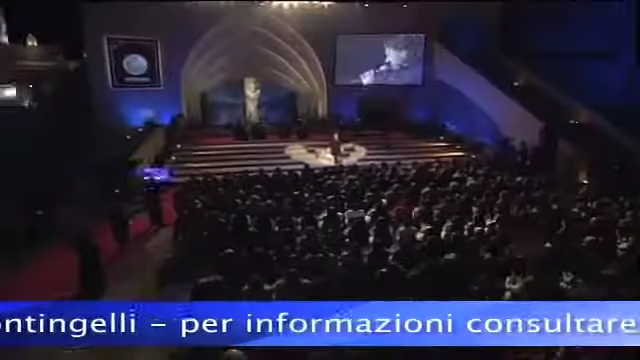 ontingelli – per informazioni consultare